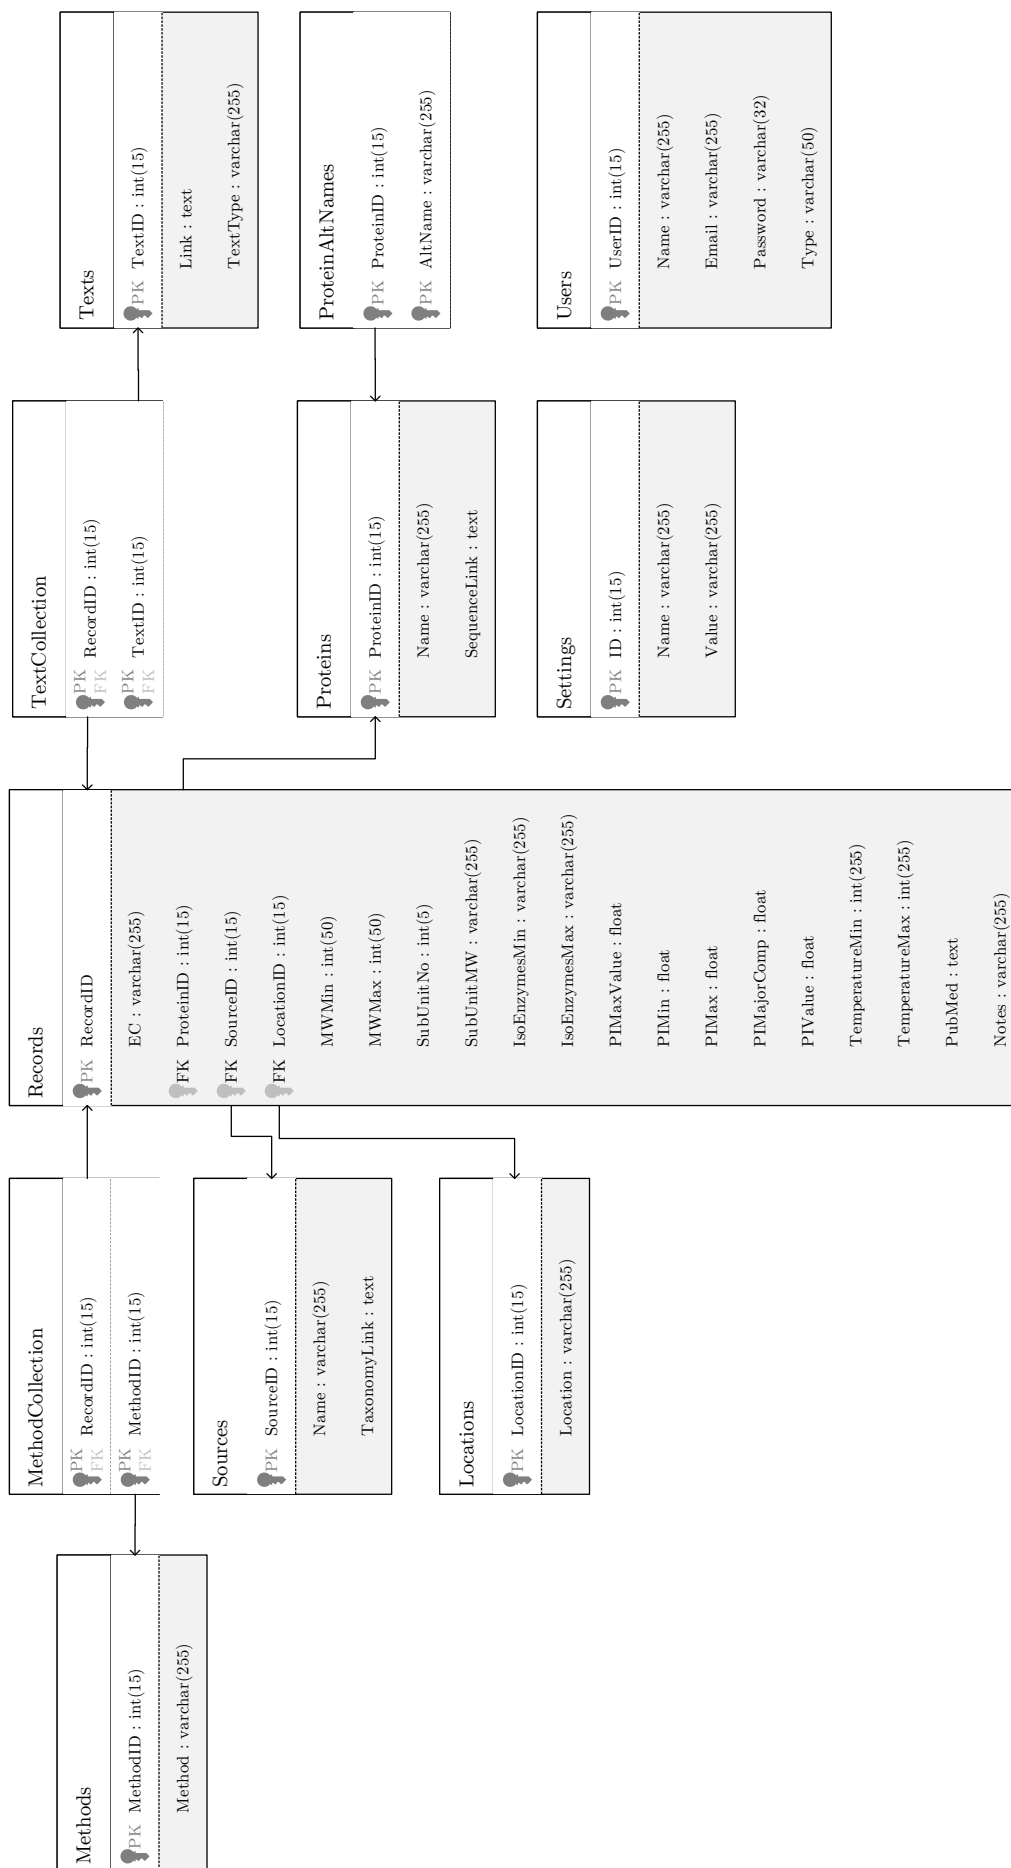 Methods
PK MethodID : int(15)
Method : varchar(255)
MethodCollection
PK
FK
RecordID : int(15)
PK
FK
MethodID : int(15)
Sources
PK SourceID : int(15)
Name : varchar(255)
TaxonomyLink : text
Locations
PK LocationID : int(15)
Location : varchar(255)
Records
PK RecordID
EC : varchar(255)
FK ProteinID : int(15)
FK SourceID : int(15)
FK LocationID : int(15)
MWMin : int(50)
MWMax : int(50)
SubUnitNo : int(5)
SubUnitMW : varchar(255)
IsoEnzymesMin : varchar(255)
IsoEnzymesMax : varchar(255)
PIMaxValue : float
PIMin : float
PIMax : float
PIMajorComp : float
PIValue : float
TemperatureMin : int(255)
TemperatureMax : int(255)
PubMed : text
Notes : varchar(255)
TextCollection
PK
FK
RecordID : int(15)
PK
FK
TextID : int(15)
Proteins
PK ProteinID : int(15)
Name : varchar(255)
SequenceLink : text
Settings
PK ID : int(15)
Name : varchar(255)
Value : varchar(255)
Texts
PK TextID : int(15)
Link : text
TextType : varchar(255)
ProteinAltNames
PK ProteinID : int(15)
PK AltName : varchar(255)
Users
PK UserID : int(15)
Name : varchar(255)
Email : varchar(255)
Password : varchar(32)
Type : varchar(50)